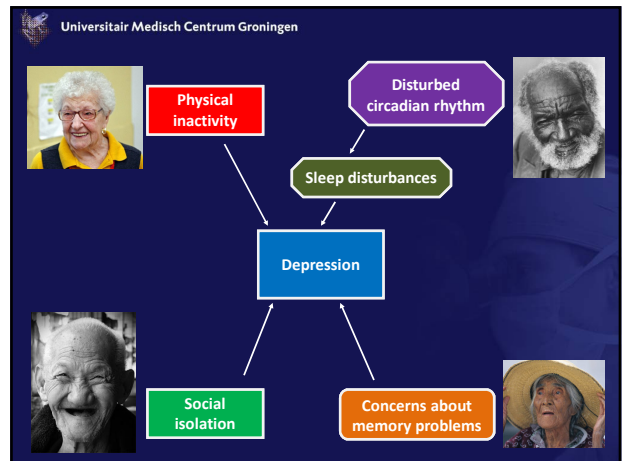 Universitair Medisch Centrum Groningen
Physical
inactivity
Disturbed
circadian rhythm
Sleep disturbances
Depression
Social
isolation
Concerns about
memory problems